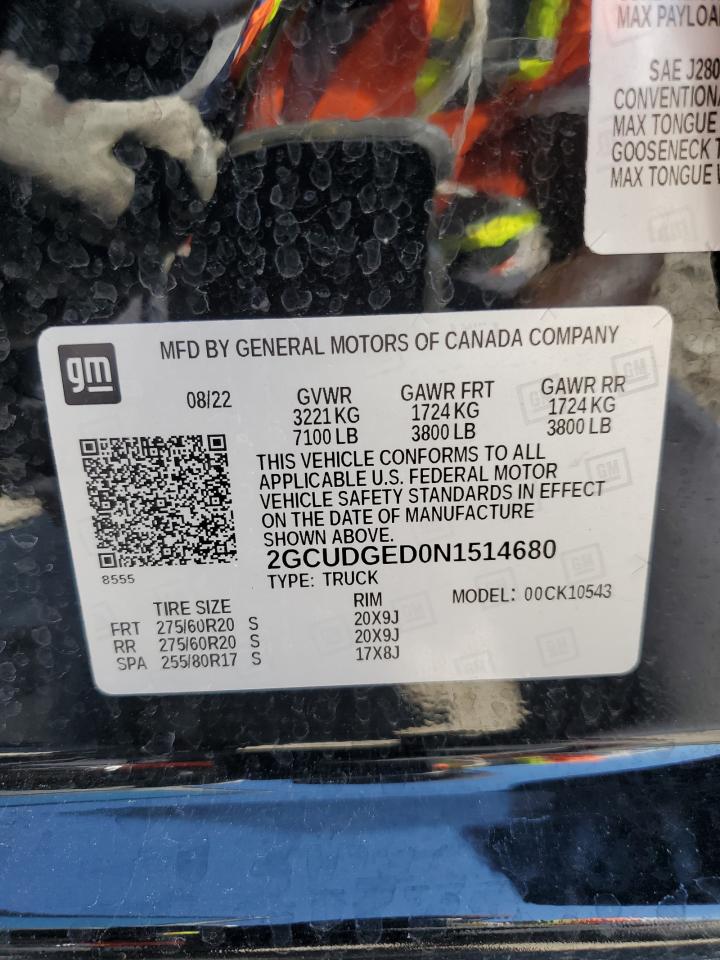 MAX PAYLOA
SAE J280
CONVENTIONA
MAX TONGUE
GOOSENECK T
MAX TONGUE W
gm
MFD BY GENERAL MOTORS OF CANADA COMPANY
08/22 GVWR GAWR FRT GAWR RR
3221 KG 1724 KG 1724 KG
7100 LB 3800 LB 3800 LB
THIS VEHICLE CONFORMS TO ALL
APPLICABLE U.S. FEDERAL MOTOR
VEHICLE SAFETY STANDARDS IN EFFECT
ON THE DATE OF MANUFACTURE
SHOWN ABOVE.
2GCUDGED0N1514680
8555
TYPE: TRUCK
MODEL: 00CK10543
TIRE SIZE RIM
FRT 275/60R20 S 20X9J
RR 275/60R20 S 20X9J
SPA 255/80R17 S 17X8J